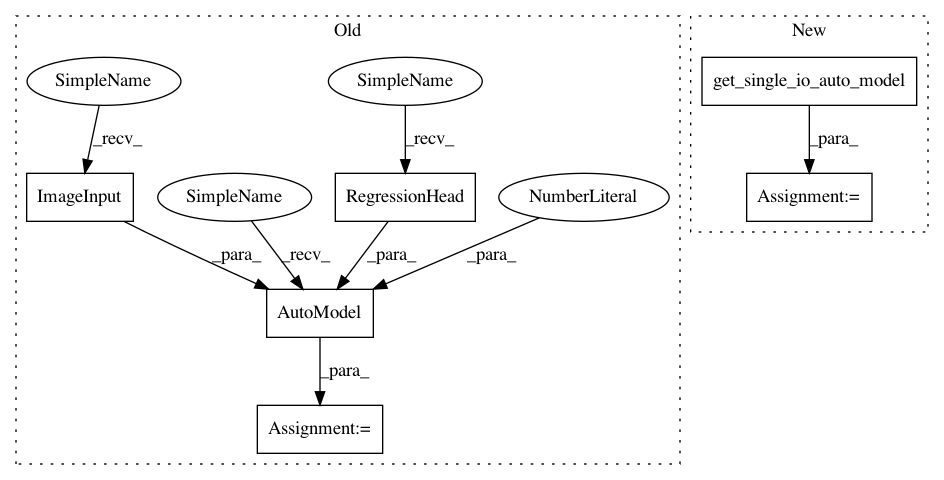 Old
New
SimpleName
SimpleName
get_single_io_auto_model
_recv_
_recv_
_para_
ImageInput
SimpleName
RegressionHead
NumberLiteral
Assignment:=
_para_
_recv_
_para_
_para_
AutoModel
_para_
Assignment:=